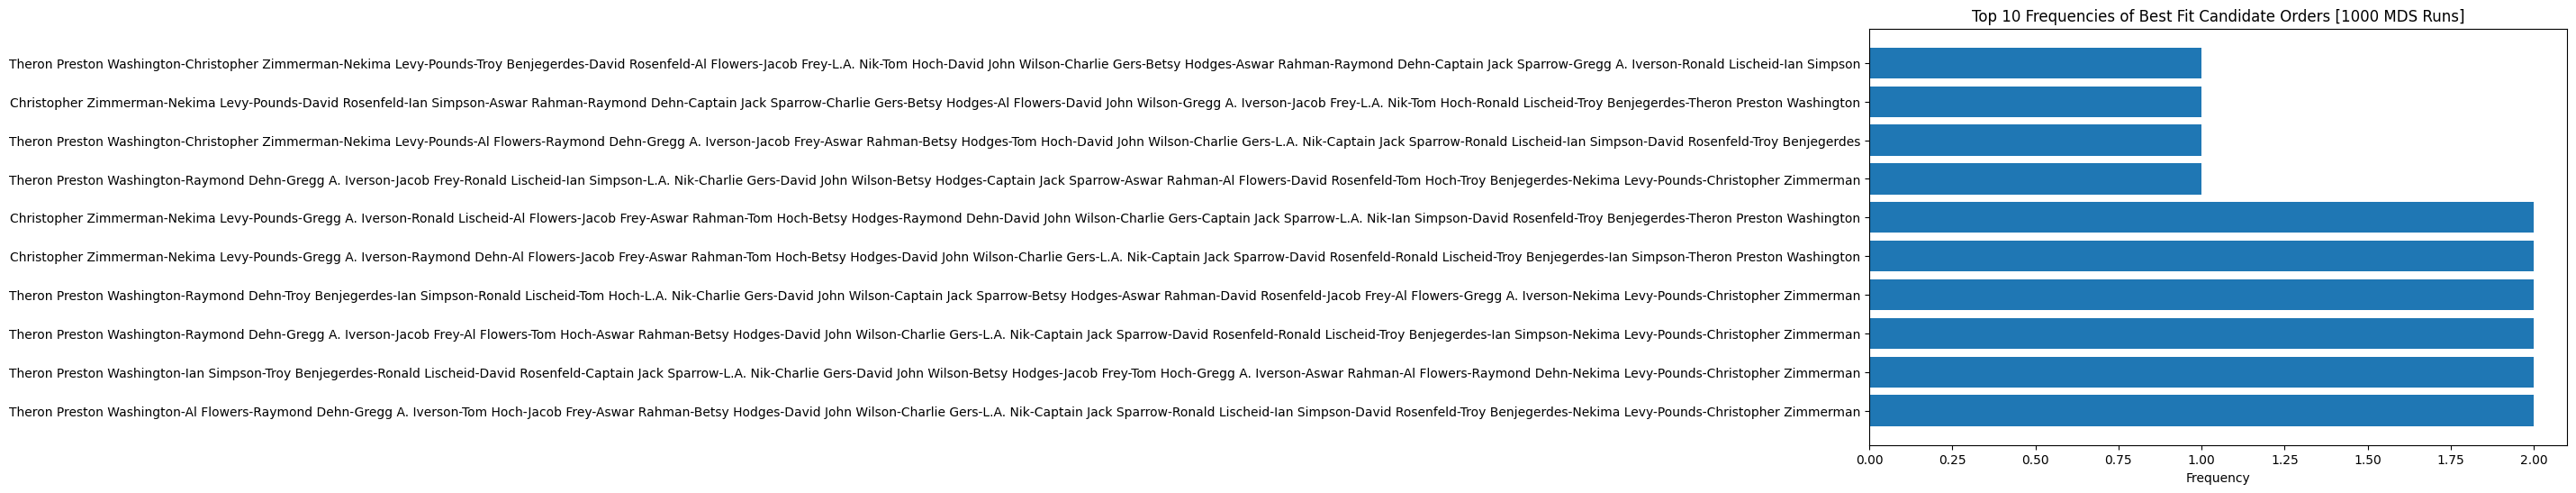 Top 10 Frequencies of Best Fit Candidate Orders [1000 MDS Runs]
Theron Preston Washington-Christopher Zimmerman-Nekima Levy-Pounds-Troy Benjegerdes-David Rosenfeld-Al Flowers-Jacob Frey-L.A. Nik-Tom Hoch-David John Wilson-Charlie Gers-Betsy Hodges-Aswar Rahman-Raymond Dehn-Captain Jack Sparrow-Gregg A. Iverson-Ronald Lischeid-Ian Simpson
Christopher Zimmerman-Nekima Levy-Pounds-David Rosenfeld-Ian Simpson-Aswar Rahman-Raymond Dehn-Captain Jack Sparrow-Charlie Gers-Betsy Hodges-Al Flowers-David John Wilson-Gregg A. Iverson-Jacob Frey-L.A. Nik-Tom Hoch-Ronald Lischeid-Troy Benjegerdes-Theron Preston Washington
Theron Preston Washington-Christopher Zimmerman-Nekima Levy-Pounds-Al Flowers-Raymond Dehn-Gregg A. Iverson-Jacob Frey-Aswar Rahman-Betsy Hodges-Tom Hoch-David John Wilson-Charlie Gers-L.A. Nik-Captain Jack Sparrow-Ronald Lischeid-Ian Simpson-David Rosenfeld-Troy Benjegerdes
Theron Preston Washington-Raymond Dehn-Gregg A. Iverson-Jacob Frey-Ronald Lischeid-Ian Simpson-L.A. Nik-Charlie Gers-David John Wilson-Betsy Hodges-Captain Jack Sparrow-Aswar Rahman-Al Flowers-David Rosenfeld-Tom Hoch-Troy Benjegerdes-Nekima Levy-Pounds-Christopher Zimmerman
Christopher Zimmerman-Nekima Levy-Pounds-Gregg A. Iverson-Ronald Lischeid-Al Flowers-Jacob Frey-Aswar Rahman-Tom Hoch-Betsy Hodges-Raymond Dehn-David John Wilson-Charlie Gers-Captain Jack Sparrow-L.A. Nik-Ian Simpson-David Rosenfeld-Troy Benjegerdes-Theron Preston Washington
Christopher Zimmerman-Nekima Levy-Pounds-Gregg A. Iverson-Raymond Dehn-Al Flowers-Jacob Frey-Aswar Rahman-Tom Hoch-Betsy Hodges-David John Wilson-Charlie Gers-L.A. Nik-Captain Jack Sparrow-David Rosenfeld-Ronald Lischeid-Troy Benjegerdes-Ian Simpson-Theron Preston Washington
Theron Preston Washington-Raymond Dehn-Troy Benjegerdes-Ian Simpson-Ronald Lischeid-Tom Hoch-L.A. Nik-Charlie Gers-David John Wilson-Captain Jack Sparrow-Betsy Hodges-Aswar Rahman-David Rosenfeld-Jacob Frey-Al Flowers-Gregg A. Iverson-Nekima Levy-Pounds-Christopher Zimmerman
Theron Preston Washington-Raymond Dehn-Gregg A. Iverson-Jacob Frey-Al Flowers-Tom Hoch-Aswar Rahman-Betsy Hodges-David John Wilson-Charlie Gers-L.A. Nik-Captain Jack Sparrow-David Rosenfeld-Ronald Lischeid-Troy Benjegerdes-Ian Simpson-Nekima Levy-Pounds-Christopher Zimmerman
Theron Preston Washington-Ian Simpson-Troy Benjegerdes-Ronald Lischeid-David Rosenfeld-Captain Jack Sparrow-L.A. Nik-Charlie Gers-David John Wilson-Betsy Hodges-Jacob Frey-Tom Hoch-Gregg A. Iverson-Aswar Rahman-Al Flowers-Raymond Dehn-Nekima Levy-Pounds-Christopher Zimmerman
Theron Preston Washington-Al Flowers-Raymond Dehn-Gregg A. Iverson-Tom Hoch-Jacob Frey-Aswar Rahman-Betsy Hodges-David John Wilson-Charlie Gers-L.A. Nik-Captain Jack Sparrow-Ronald Lischeid-Ian Simpson-David Rosenfeld-Troy Benjegerdes-Nekima Levy-Pounds-Christopher Zimmerman
0.00 0.25 0.50 0.75 1.00 1.25 1.50 1.75 2.00
Frequency